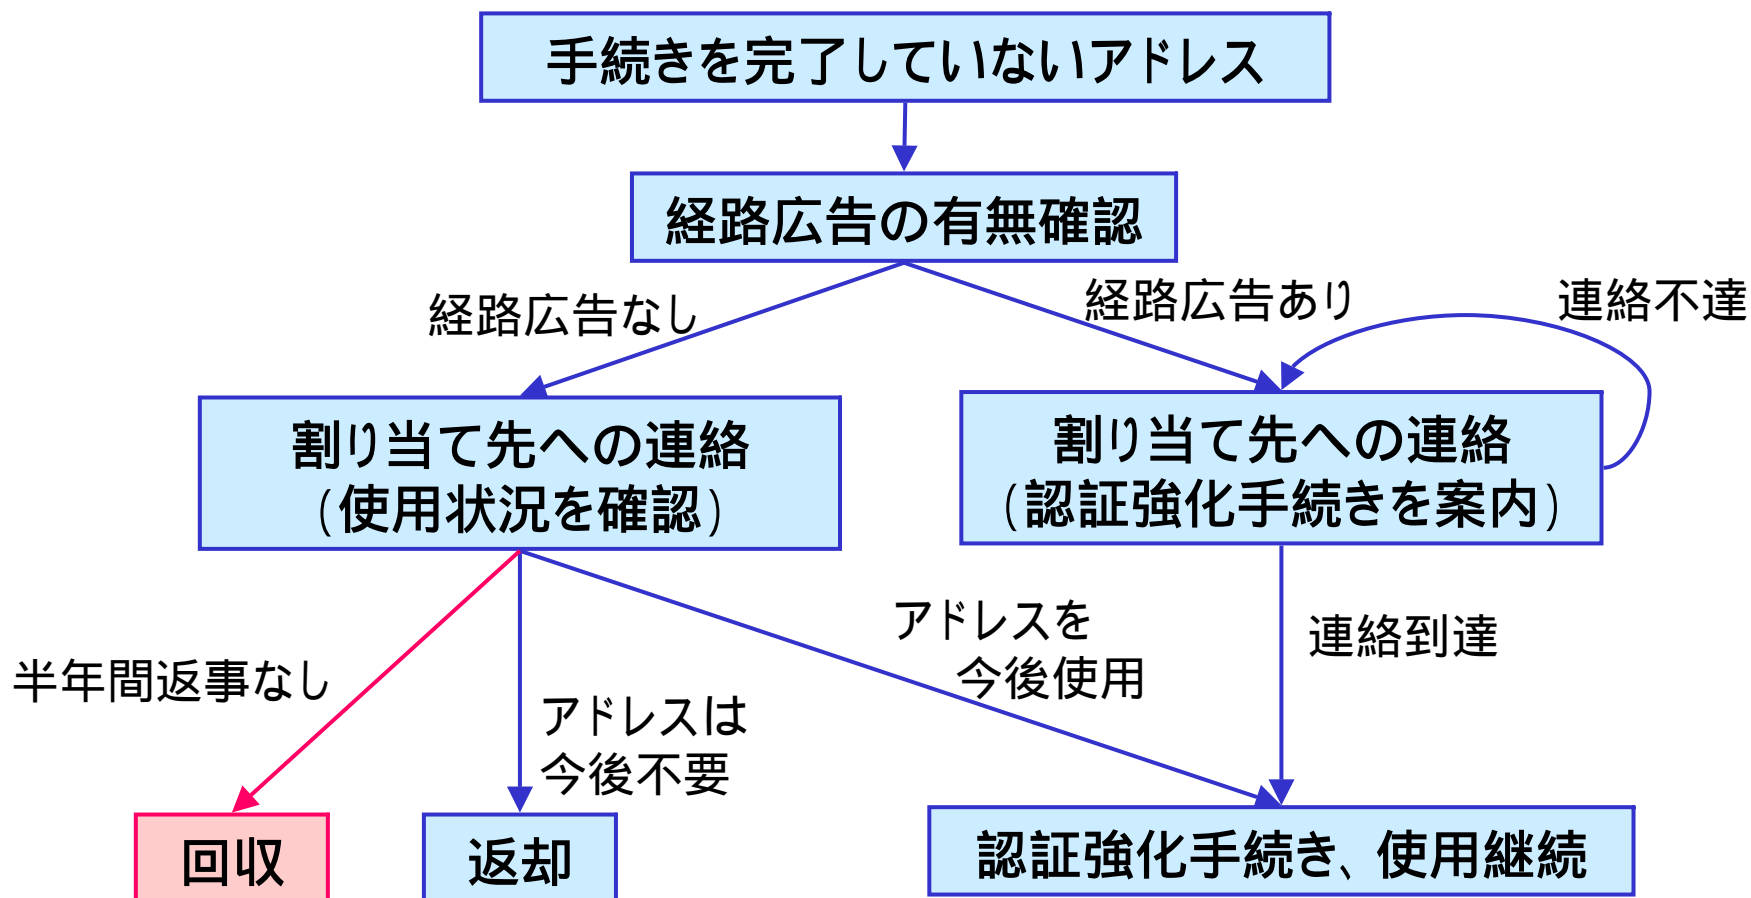 手続きを完了していないアドレス
経路広告の有無確認
経路広告なし
経路広告あり
連絡不達
割り当て先への連絡
(使用状況を確認)
割り当て先への連絡
(認証強化手続きを案内)
アドレスを
今後使用
連絡到達
半年間返事なし
アドレスは
今後不要
回収
返却
認証強化手続き、使用継続